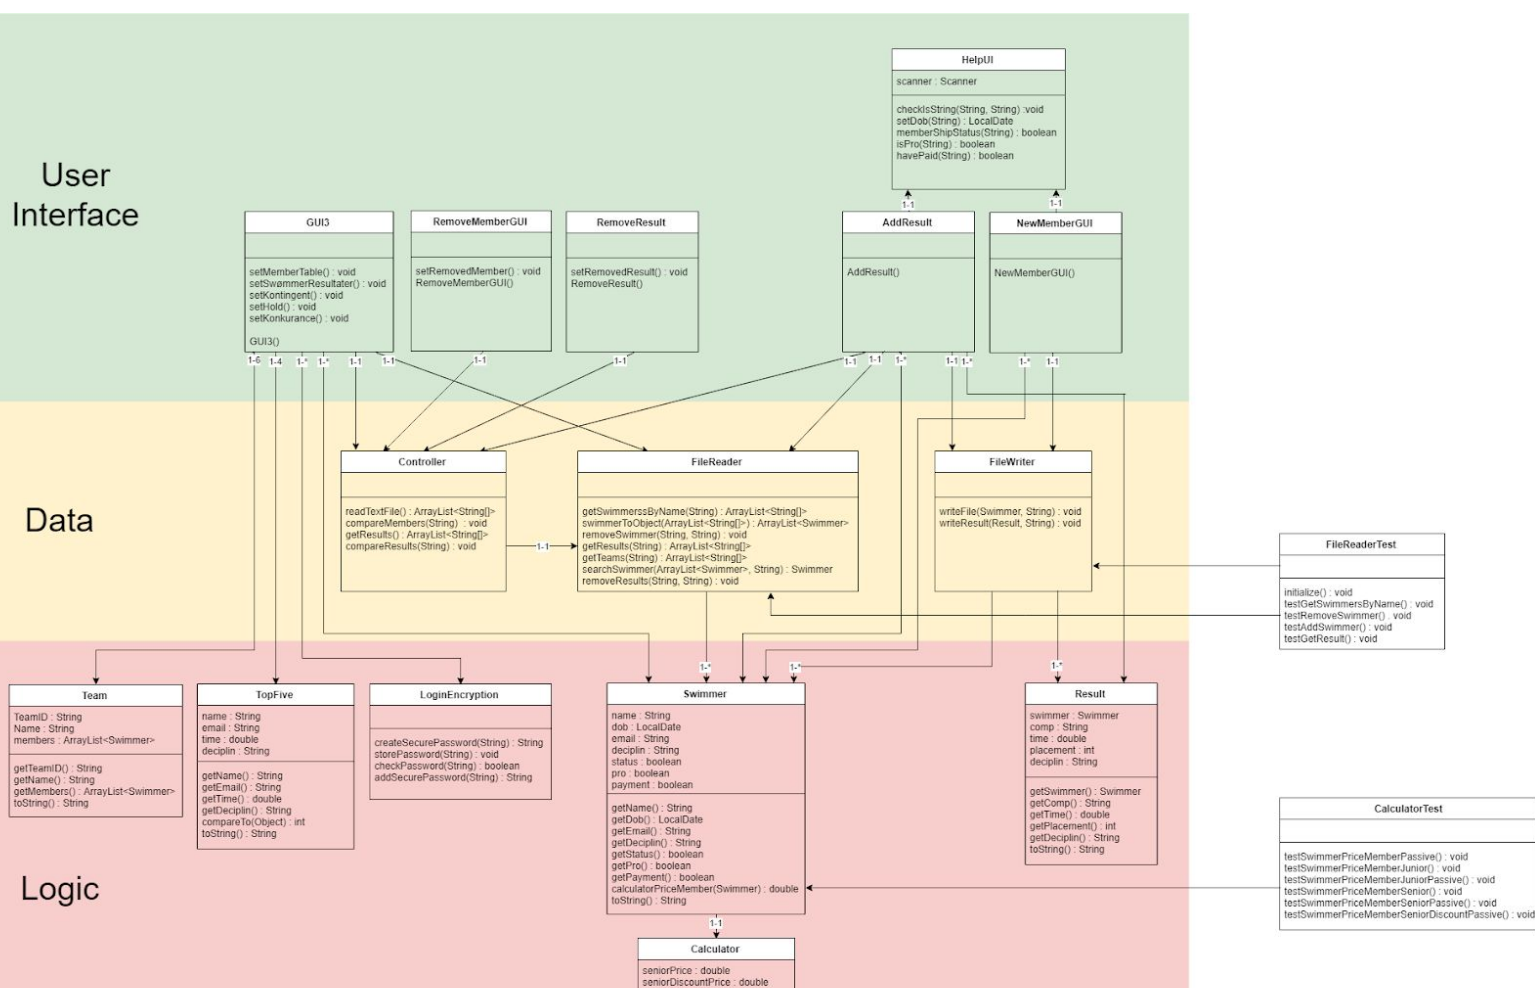 User
Interface
HelpUI
scanner : Scanner
checkIsString(String, String) :void
setDob(String) : LocalDate
memberShipStatus(String) : boolean
isPro(String) : boolean
havePaid(String) : boolean
1-1
1-1
GUI3
setMemberTable() : void
setSwømmerResultater() : void
setKontingent() : void
setHold() : void
setKonkurance() : void
GUI3()
RemoveMemberGUI
setRemovedMember() : void
RemoveMemberGUI()
RemoveResult
setRemovedResult() : void
RemoveResult()
AddResult
AddResult()
NewMemberGUI
NewMemberGUI()
1-6
1-4
1-*
1-*
1-1
1-1
1-1
1-1
1-1
1-1
1-*
1-1
1-*
1-*
1-1
Data
Controller
readTextFile() : ArrayList<String[]>
compareMembers(String) : void
getResults() : ArrayList<String[]>
compareResults(String) : void
1-1
FileReader
getSwimmerssByName(String) : ArrayList<String[]>
swimmerToObject(ArrayList<String[]>) : ArrayList<Swimmer>
removeSwimmer(String, String) : void
getResults(String) : ArrayList<String[]>
getTeams(String) : ArrayList<String[]>
searchSwimmer(ArrayList<Swimmer>, String) : Swimmer
removeResults(String, String) : void
FileWriter
writeFile(Swimmer, String) : void
writeResult(Result, String) : void
FileReaderTest
initialize() : void
testGetSwimmersByName() : void
testRemoveSwimmer() : void
testAddSwimmer() : void
testGetResult() : void
1-*
1-*
1-*
Logic
Team
TeamID : String
Name : String
members : ArrayList<Swimmer>
getTeamID() : String
getName() : String
getMembers() : ArrayList<Swimmer>
toString() : String
TopFive
name : String
email : String
time : double
deciplin : String
getName() : String
getEmail() : String
getTime() : double
getDeciplin() : String
compareTo(Object) : int
toString() : String
LoginEncryption
createSecurePassword(String) : String
storePassword(String) : void
checkPassword(String) : boolean
addSecurePassword(String) : String
Swimmer
name : String
dob : LocalDate
email : String
deciplin : String
status : boolean
pro : boolean
payment : boolean
getName() : String
getDob() : LocalDate
getEmail() : String
getDeciplin() : String
getStatus() : boolean
getPro() : boolean
getPayment() : boolean
calculatorPriceMember(Swimmer) : double
toString() : String
Result
swimmer : Swimmer
comp : String
time : double
placement : int
deciplin : String
getSwimmer() : Swimmer
getComp() : String
getTime() : double
getPlacement() : int
getDeciplin() : String
toString() : String
CalculatorTest
testSwimmerPriceMemberPassive() : void
testSwimmerPriceMemberJunior() : void
testSwimmerPriceMemberJuniorPassive() : void
testSwimmerPriceMemberSenior() : void
testSwimmerPriceMemberSeniorPassive() : void
testSwimmerPriceMemberSeniorDiscountPassive() : void
1-1
Calculator
seniorPrice : double
seniorDiscountPrice : double